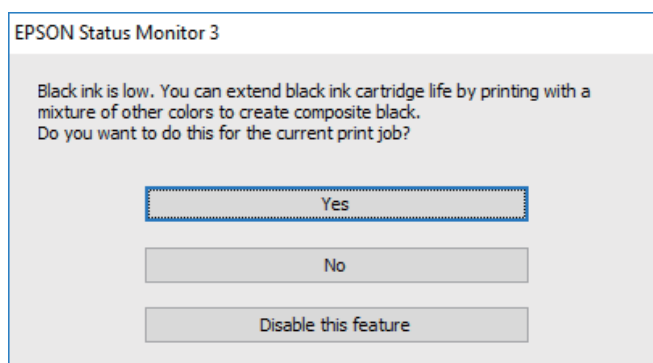 EPSON Status Monitor 3
Black ink is low. You can extend black ink cartridge life by printing with a
mixture of other colors to create composite black.
Do you want to do this for the current print job?
Yes
No
Disable this feature